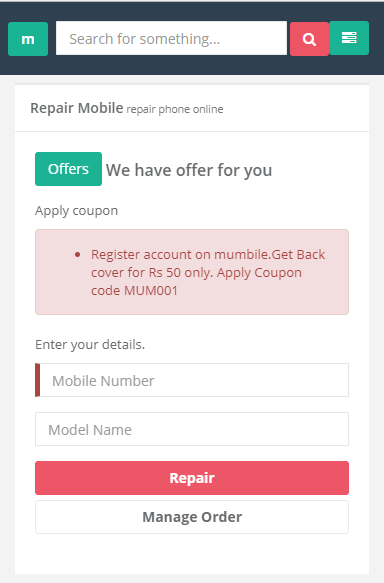 m
Search for something...
Repair Mobile repair phone online
Offers We have offer for you
Apply coupon
Register account on mumbile.Get Back
cover for Rs 50 only. Apply Coupon
code MUM001
Enter your details.
Mobile Number
Model Name
Repair
Manage Order